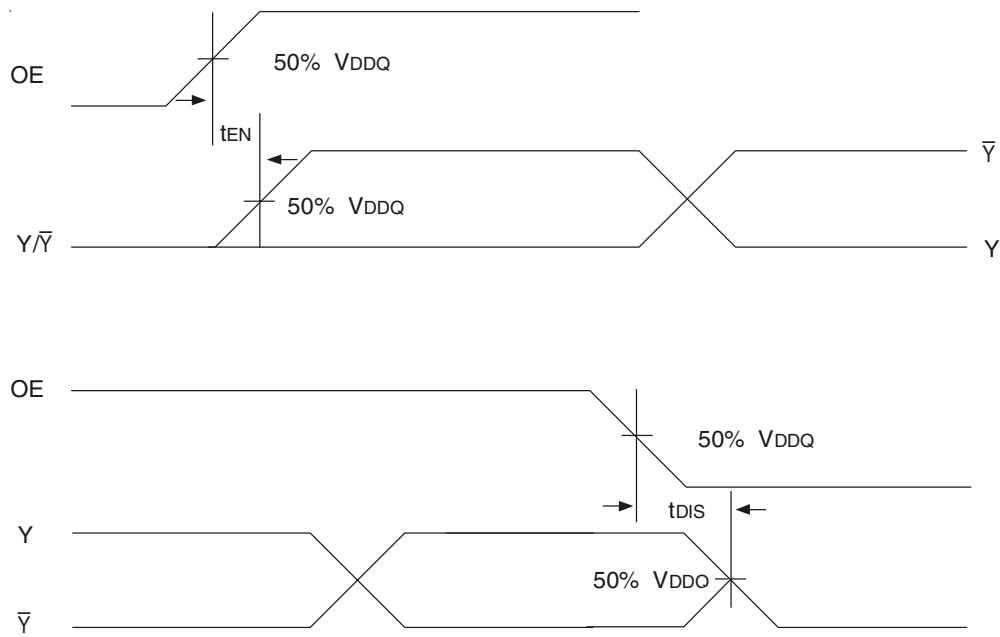 OE
50% VDDQ
tEN
Y̅
50% VDDQ
Y/Y̅
Y
OE
50% VDDQ
tDIS
Y
50% VDDQ
Y̅